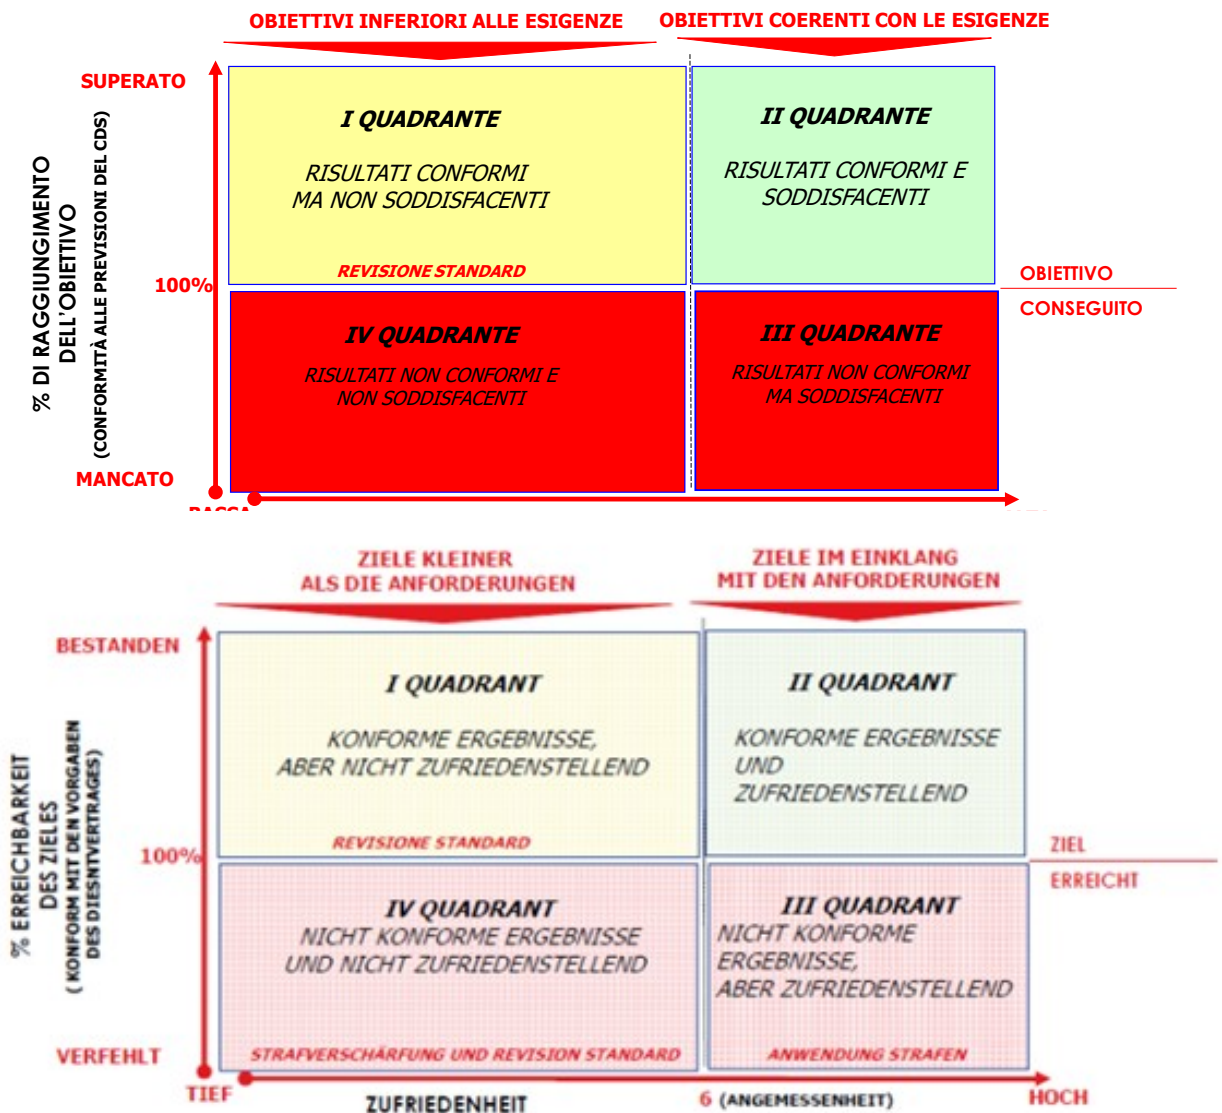 OBIETTIVI INFERIORI ALLE ESIGENZE
OBIETTIVI COERENTI CON LE ESIGENZE
SUPERATO
% DI RAGGIUNGIMENTO
DELL'OBIETTIVO
(CONFORMITÀ ALLE PREVISIONI DEL CDS)
I QUADRANTE
RISULTATI CONFORMI
MA NON SODDISFACENTI
REVISIONE STANDARD
II QUADRANTE
RISULTATI CONFORMI E
SODDISFACENTI
100%
OBIETTIVO
CONSEGUITO
IV QUADRANTE
RISULTATI NON CONFORMI E
NON SODDISFACENTI
III QUADRANTE
RISULTATI NON CONFORMI
MA SODDISFACENTI
MANCATO
ZIELE KLEINER
ALS DIE ANFORDERUNGEN
ZIELE IM EINKLANG
MIT DEN ANFORDERUNGEN
BESTANDEN
% ERREICHBARKEIT
DES ZIELES
( KONFORM MIT DEN VORGABEN
DES DIESNTVERTRAGES)
I QUADRANT
KONFORME ERGEBNISSE,
ABER NICHT ZUFRIEDENSTELLEND
REVISIONE STANDARD
II QUADRANT
KONFORME ERGEBNISSE
UND
ZUFRIEDENSTELLEND
100%
ZIEL
ERREICHT
IV QUADRANT
NICHT KONFORME ERGEBNISSE
UND NICHT ZUFRIEDENSTELLEND
STRAFVERSCHÄRFUNG UND REVISION STANDARD
III QUADRANT
NICHT KONFORME
ERGEBNISSE,
ABER ZUFRIEDENSTELLEND
ANWENDUNG STRAFEN
VERFEHLT
TIEF
ZUFRIEDENHEIT
6 (ANGEMESSENHEIT)
HOCH